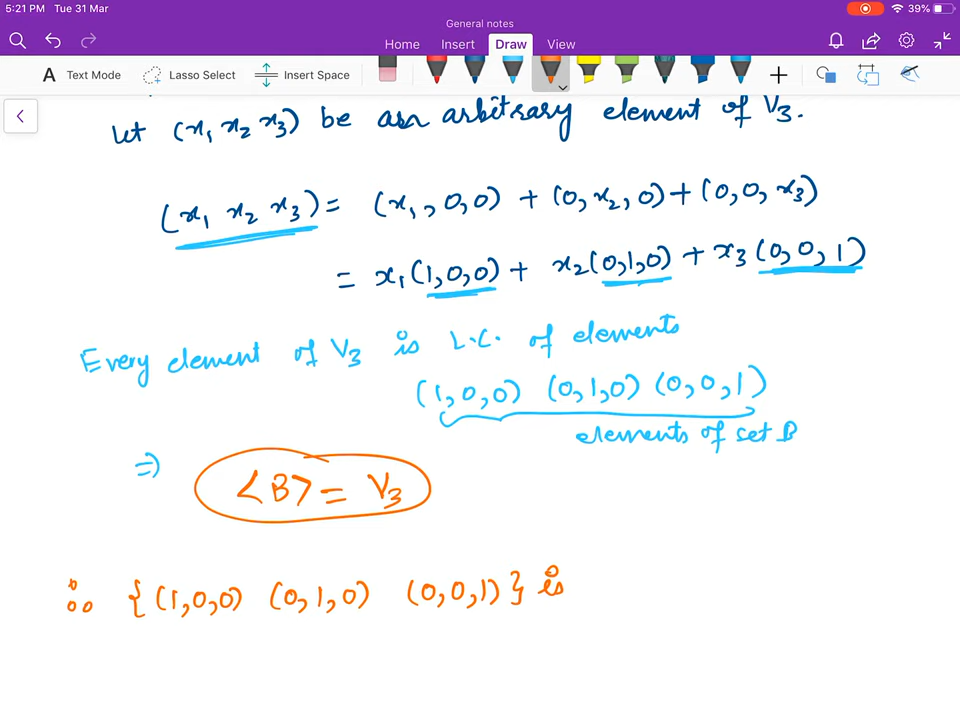 5:21 PM Tue 31 Mar
39%
General notes
Home Insert Draw View
A Text Mode Lasso Select Insert Space
Let (x₁ x₂ x₃) be an arbitrary element of V₃.
(x₁ x₂ x₃) = (x₁, 0, 0) + (0, x₂, 0) + (0, 0, x₃)
= x₁(1,0,0) + x₂(0,1,0) + x₃(0,0,1)
Every element of V₃ is L.C. of elements
(1,0,0) (0,1,0) (0,0,1)
elements of set B
⇒ <B> = V₃
∴ {(1,0,0) (0,1,0) (0,0,1)} is